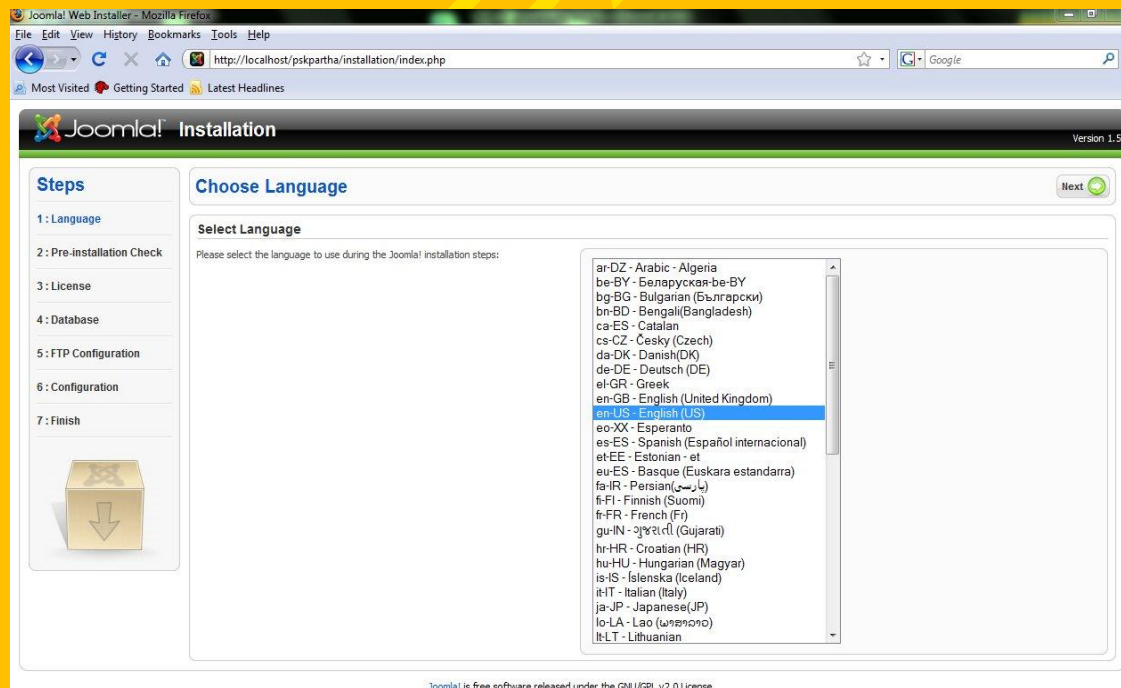 Joomla! Web Installer - Mozilla Firefox
File Edit View History Bookmarks Tools Help
http://localhost/pskpartha/installation/index.php
Google
Most Visited Getting Started Latest Headlines
Joomla! Installation
Version 1.5
Steps
1 : Language
2 : Pre-installation Check
3 : License
4 : Database
5 : FTP Configuration
6 : Configuration
7 : Finish
Choose Language
Next
Select Language
Please select the language to use during the Joomla! installation steps:
ar-DZ - Arabic - Algeria
be-BY - Беларуская-be-BY
bg-BG - Bulgarian (Български)
bn-BD - Bengali(Bangladesh)
ca-ES - Catalan
cs-CZ - Česky (Czech)
da-DK - Danish(DK)
de-DE - Deutsch (DE)
el-GR - Greek
en-GB - English (United Kingdom)
en-US - English (US)
eo-XX - Esperanto
es-ES - Spanish (Español internacional)
et-EE - Estonian - et
eu-ES - Basque (Euskara estandarra)
fa-IR - Persian(پارسی)
fi-FI - Finnish (Suomi)
fr-FR - French (Fr)
gu-IN - ગુજરાતી (Gujarati)
hr-HR - Croatian (HR)
hu-HU - Hungarian (Magyar)
is-IS - Íslenska (Iceland)
it-IT - Italian (Italy)
ja-JP - Japanese(JP)
lo-LA - Lao (ພາສາລາວ)
lt-LT - Lithuanian
Joomla! is free software released under the GNU/GPL v2.0 License.